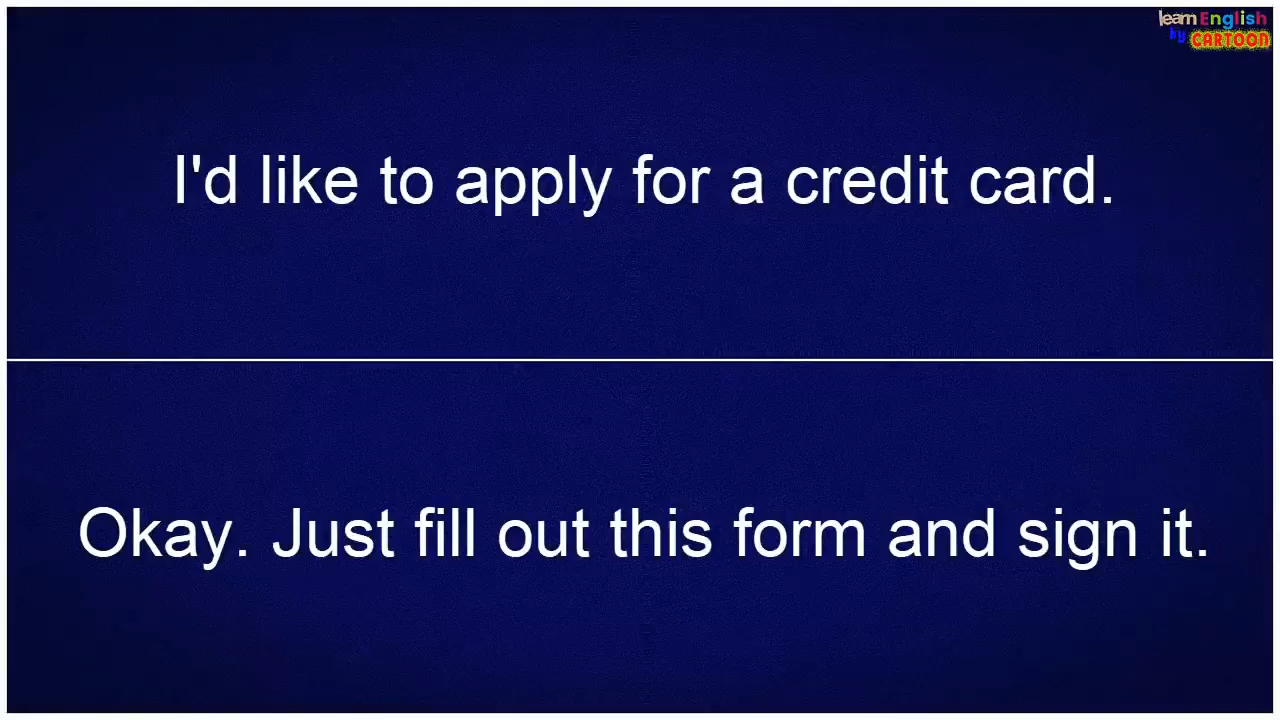 learn English
by CARTOON
I'd like to apply for a credit card.
Okay. Just fill out this form and sign it.